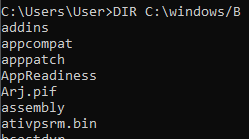 C:\Users\User>DIR C:\windows/B
addins
appcompat
apppatch
AppReadiness
Arj.pif
assembly
ativpsrm.bin